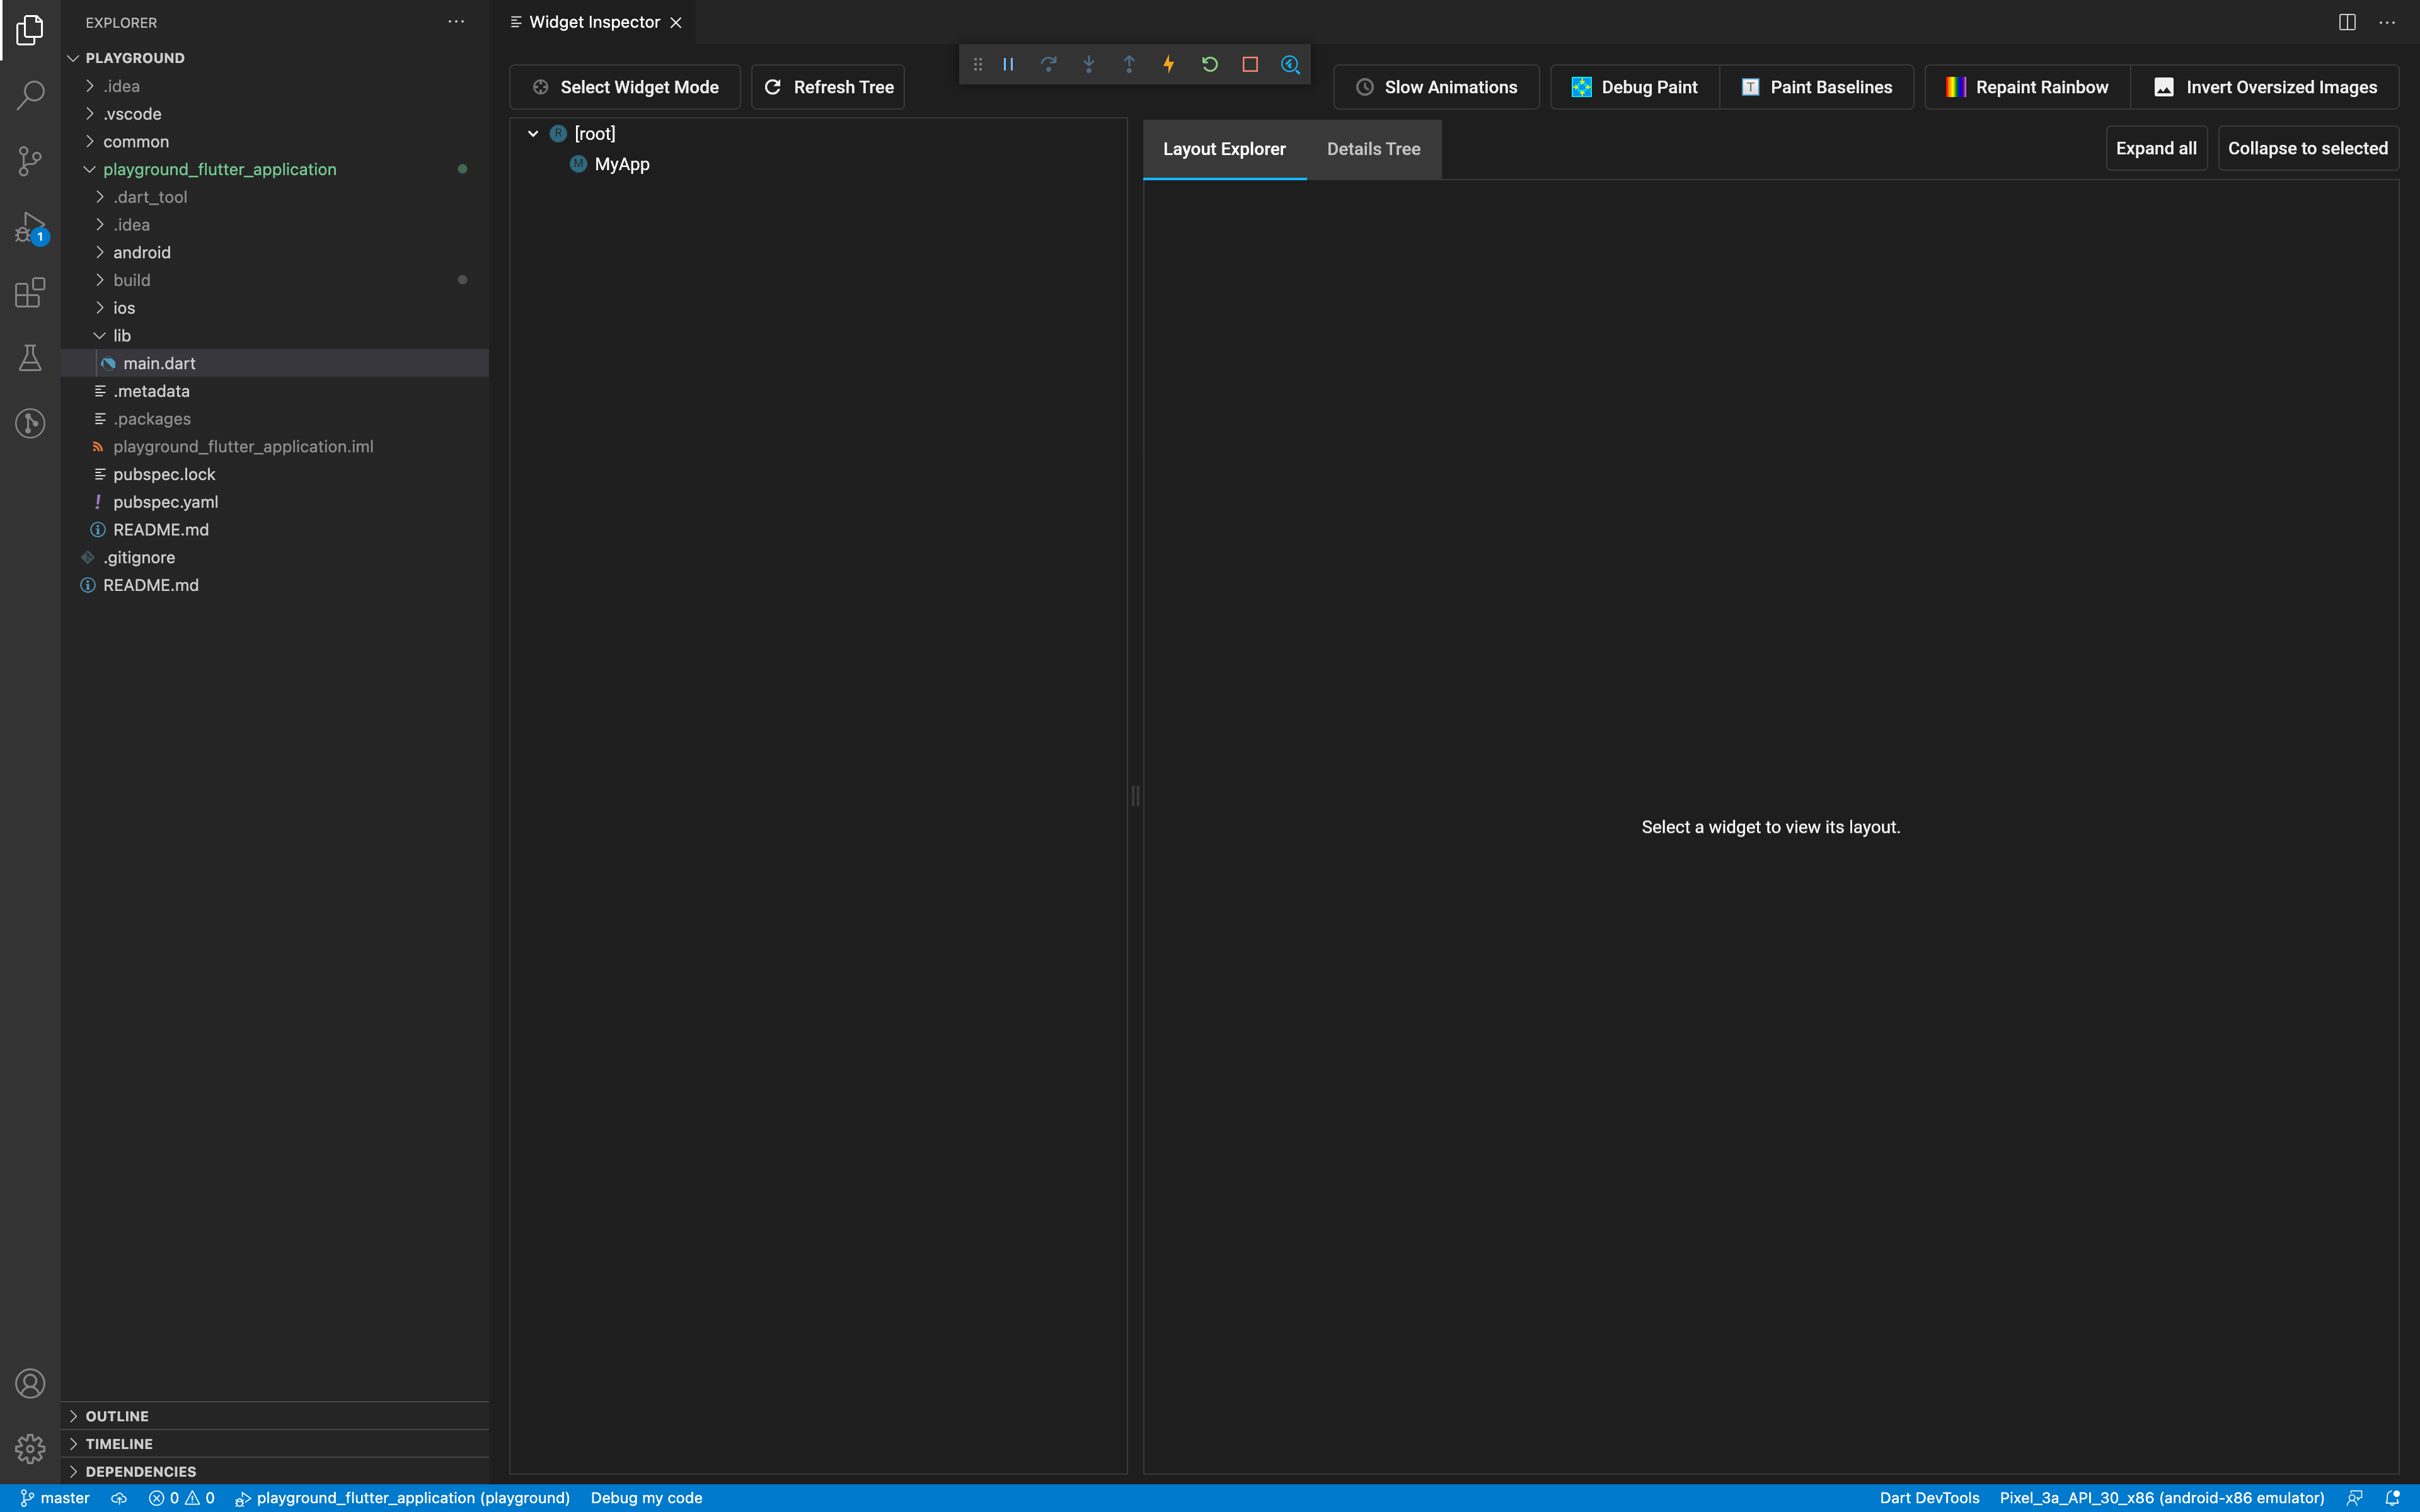 EXPLORER
Widget Inspector
PLAYGROUND
.idea
.vscode
common
playground_flutter_application
.dart_tool
.idea
android
build
ios
lib
main.dart
.metadata
.packages
playground_flutter_application.iml
pubspec.lock
pubspec.yaml
README.md
.gitignore
README.md
1
OUTLINE
TIMELINE
DEPENDENCIES
Select Widget Mode
Refresh Tree
Slow Animations
Debug Paint
T
Paint Baselines
Repaint Rainbow
Invert Oversized Images
R [root]
M MyApp
Layout Explorer
Details Tree
Expand all
Collapse to selected
Select a widget to view its layout.
master
0
0
playground_flutter_application (playground)
Debug my code
Dart DevTools
Pixel_3a_API_30_x86 (android-x86 emulator)